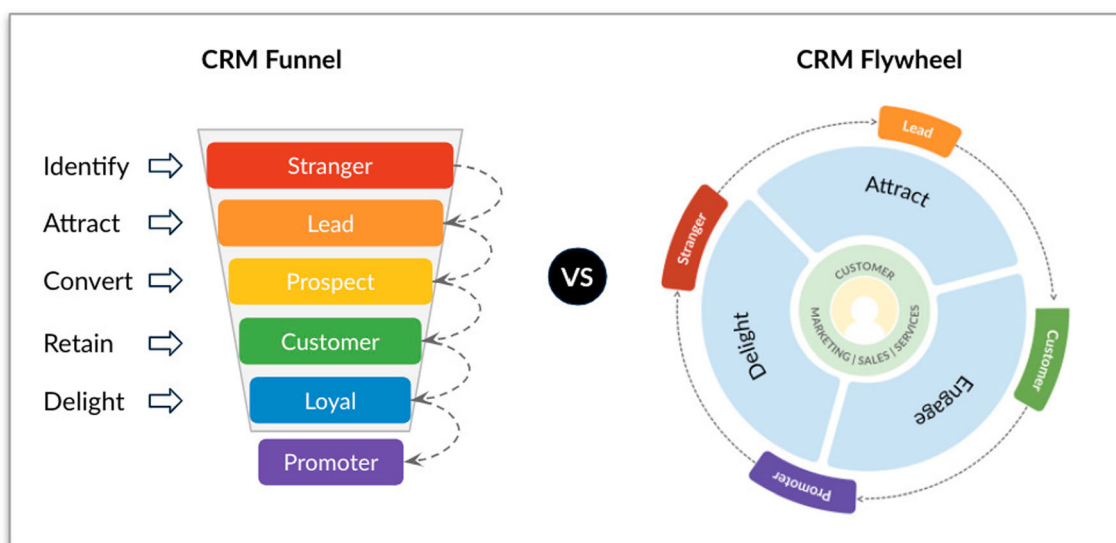 CRM Funnel
Identify
Stranger
Attract
Lead
Convert
Prospect
Retain
Customer
Delight
Loyal
Promoter
VS
CRM Flywheel
Lead
Attract
Stranger
CUSTOMER
MARKETING | SALES | SERVICES
Delight
Customer
Engage
Promoter